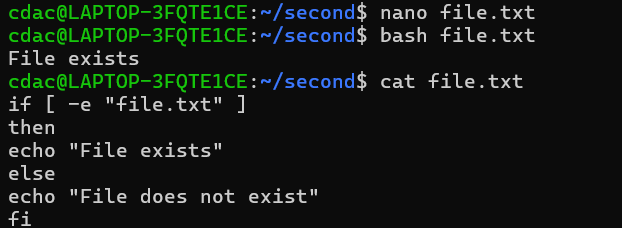 cdac@LAPTOP-3FQTE1CE:~/second$ nano file.txt
cdac@LAPTOP-3FQTE1CE:~/second$ bash file.txt
File exists
cdac@LAPTOP-3FQTE1CE:~/second$ cat file.txt
if [ -e "file.txt" ]
then
echo "File exists"
else
echo "File does not exist"
fi